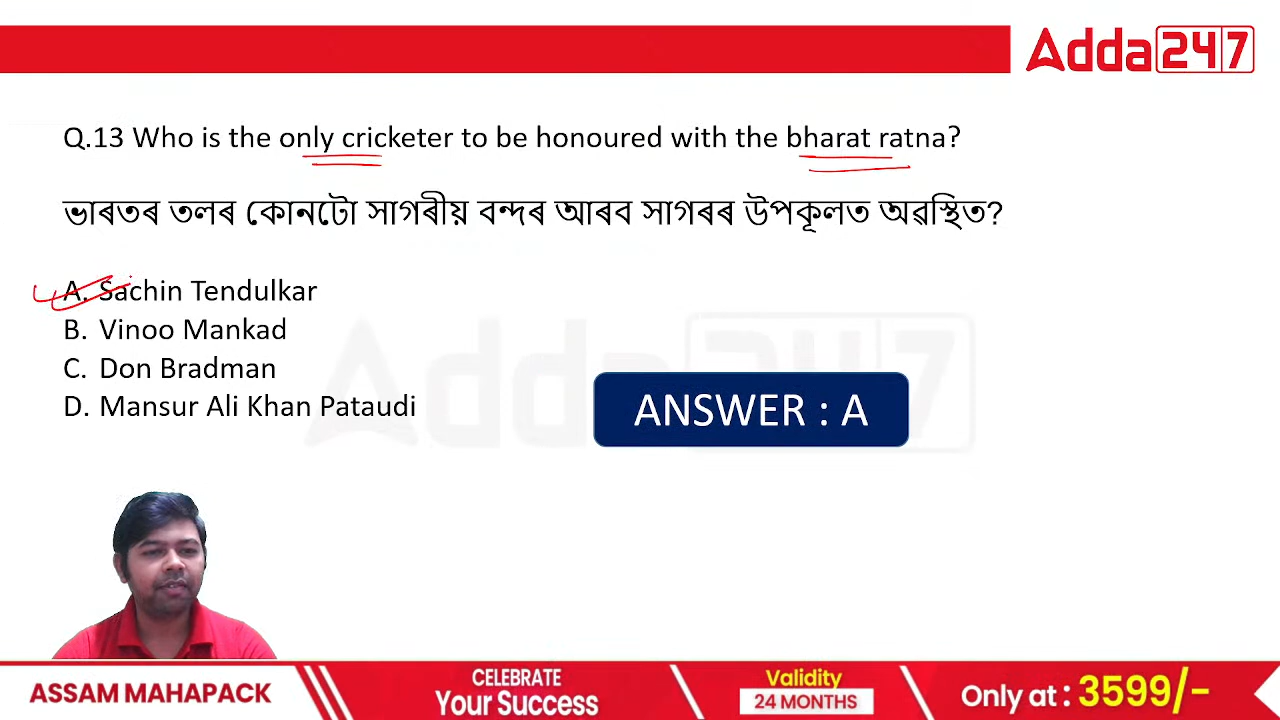 Adda247
Q.13 Who is the only cricketer to be honoured with the bharat ratna?
ভাৰতৰ তলৰ কোনটো সাগৰীয় বন্দৰ আৰব সাগৰৰ উপকূলত অৱস্থিত?
A. Sachin Tendulkar
B. Vinoo Mankad
C. Don Bradman
D. Mansur Ali Khan Pataudi
Adda247
ANSWER : A
ASSAM MAHAPACK
CELEBRATE
Your Success
Validity
24 MONTHS
Only at : 3599/-